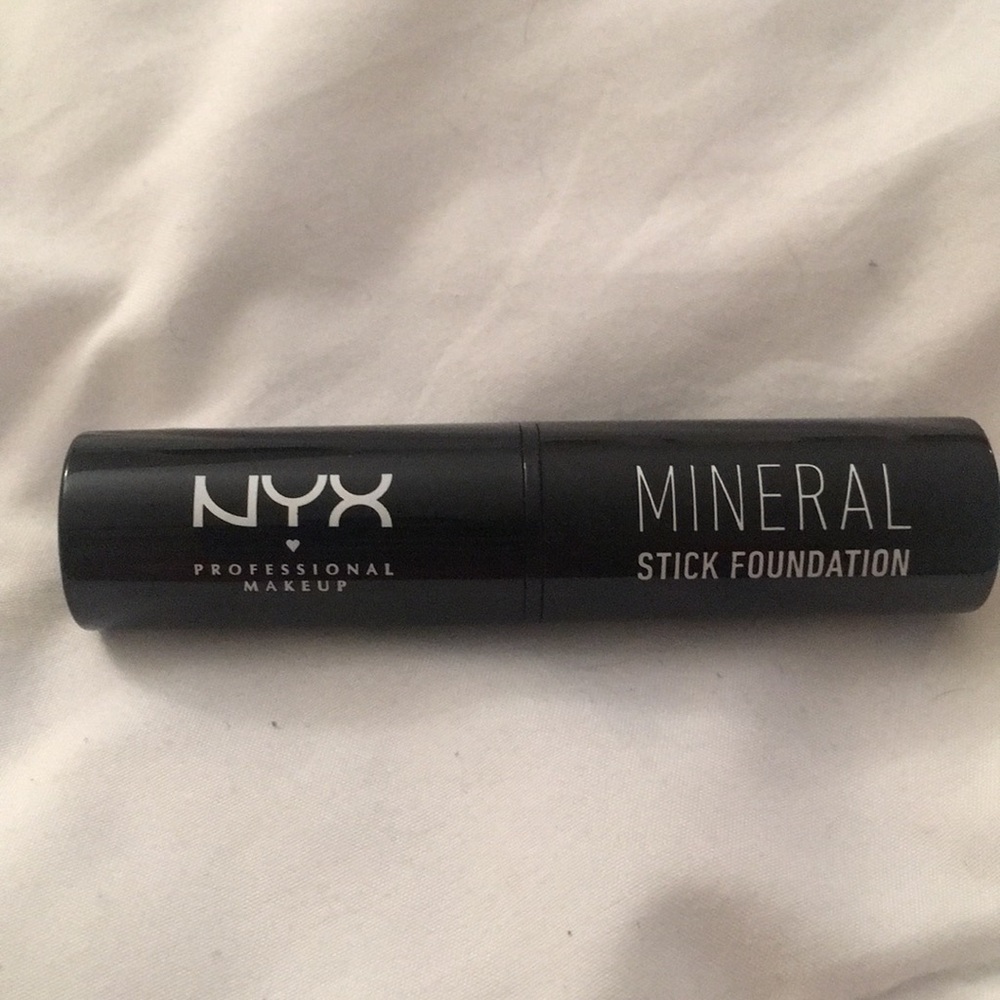 NYX
PROFESSIONAL
MAKEUP
MINERAL
STICK FOUNDATION